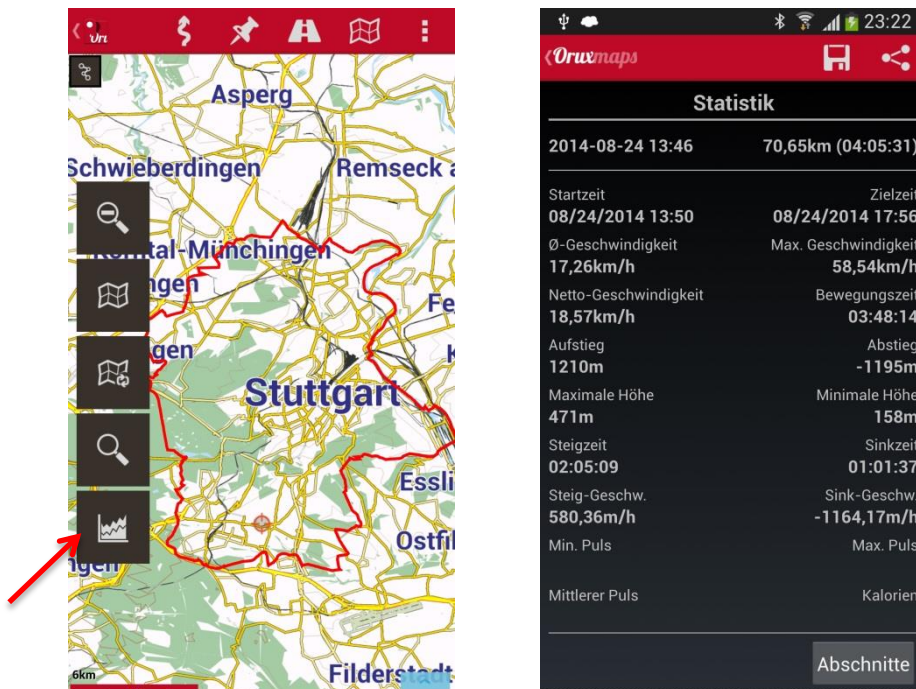 Asperg
Schwieberdingen
Remseck a
Korntal-Münchingen
ngen
Fe
gen
Stuttgart
Essli
Ostfil
ngen
6km
Filderstadt
23:22
Oruxmaps
Statistik
2014-08-24 13:46 70,65km (04:05:31)
Startzeit Zielzeit
08/24/2014 13:50 08/24/2014 17:56
Ø-Geschwindigkeit Max. Geschwindigkeit
17,26km/h 58,54km/h
Netto-Geschwindigkeit Bewegungszeit
18,57km/h 03:48:14
Aufstieg Abstieg
1210m -1195m
Maximale Höhe Minimale Höhe
471m 158m
Steigzeit Sinkzeit
02:05:09 01:01:37
Steig-Geschw. Sink-Geschw.
580,36m/h -1164,17m/h
Min. Puls Max. Puls
Mittlerer Puls Kalorien
Abschnitte